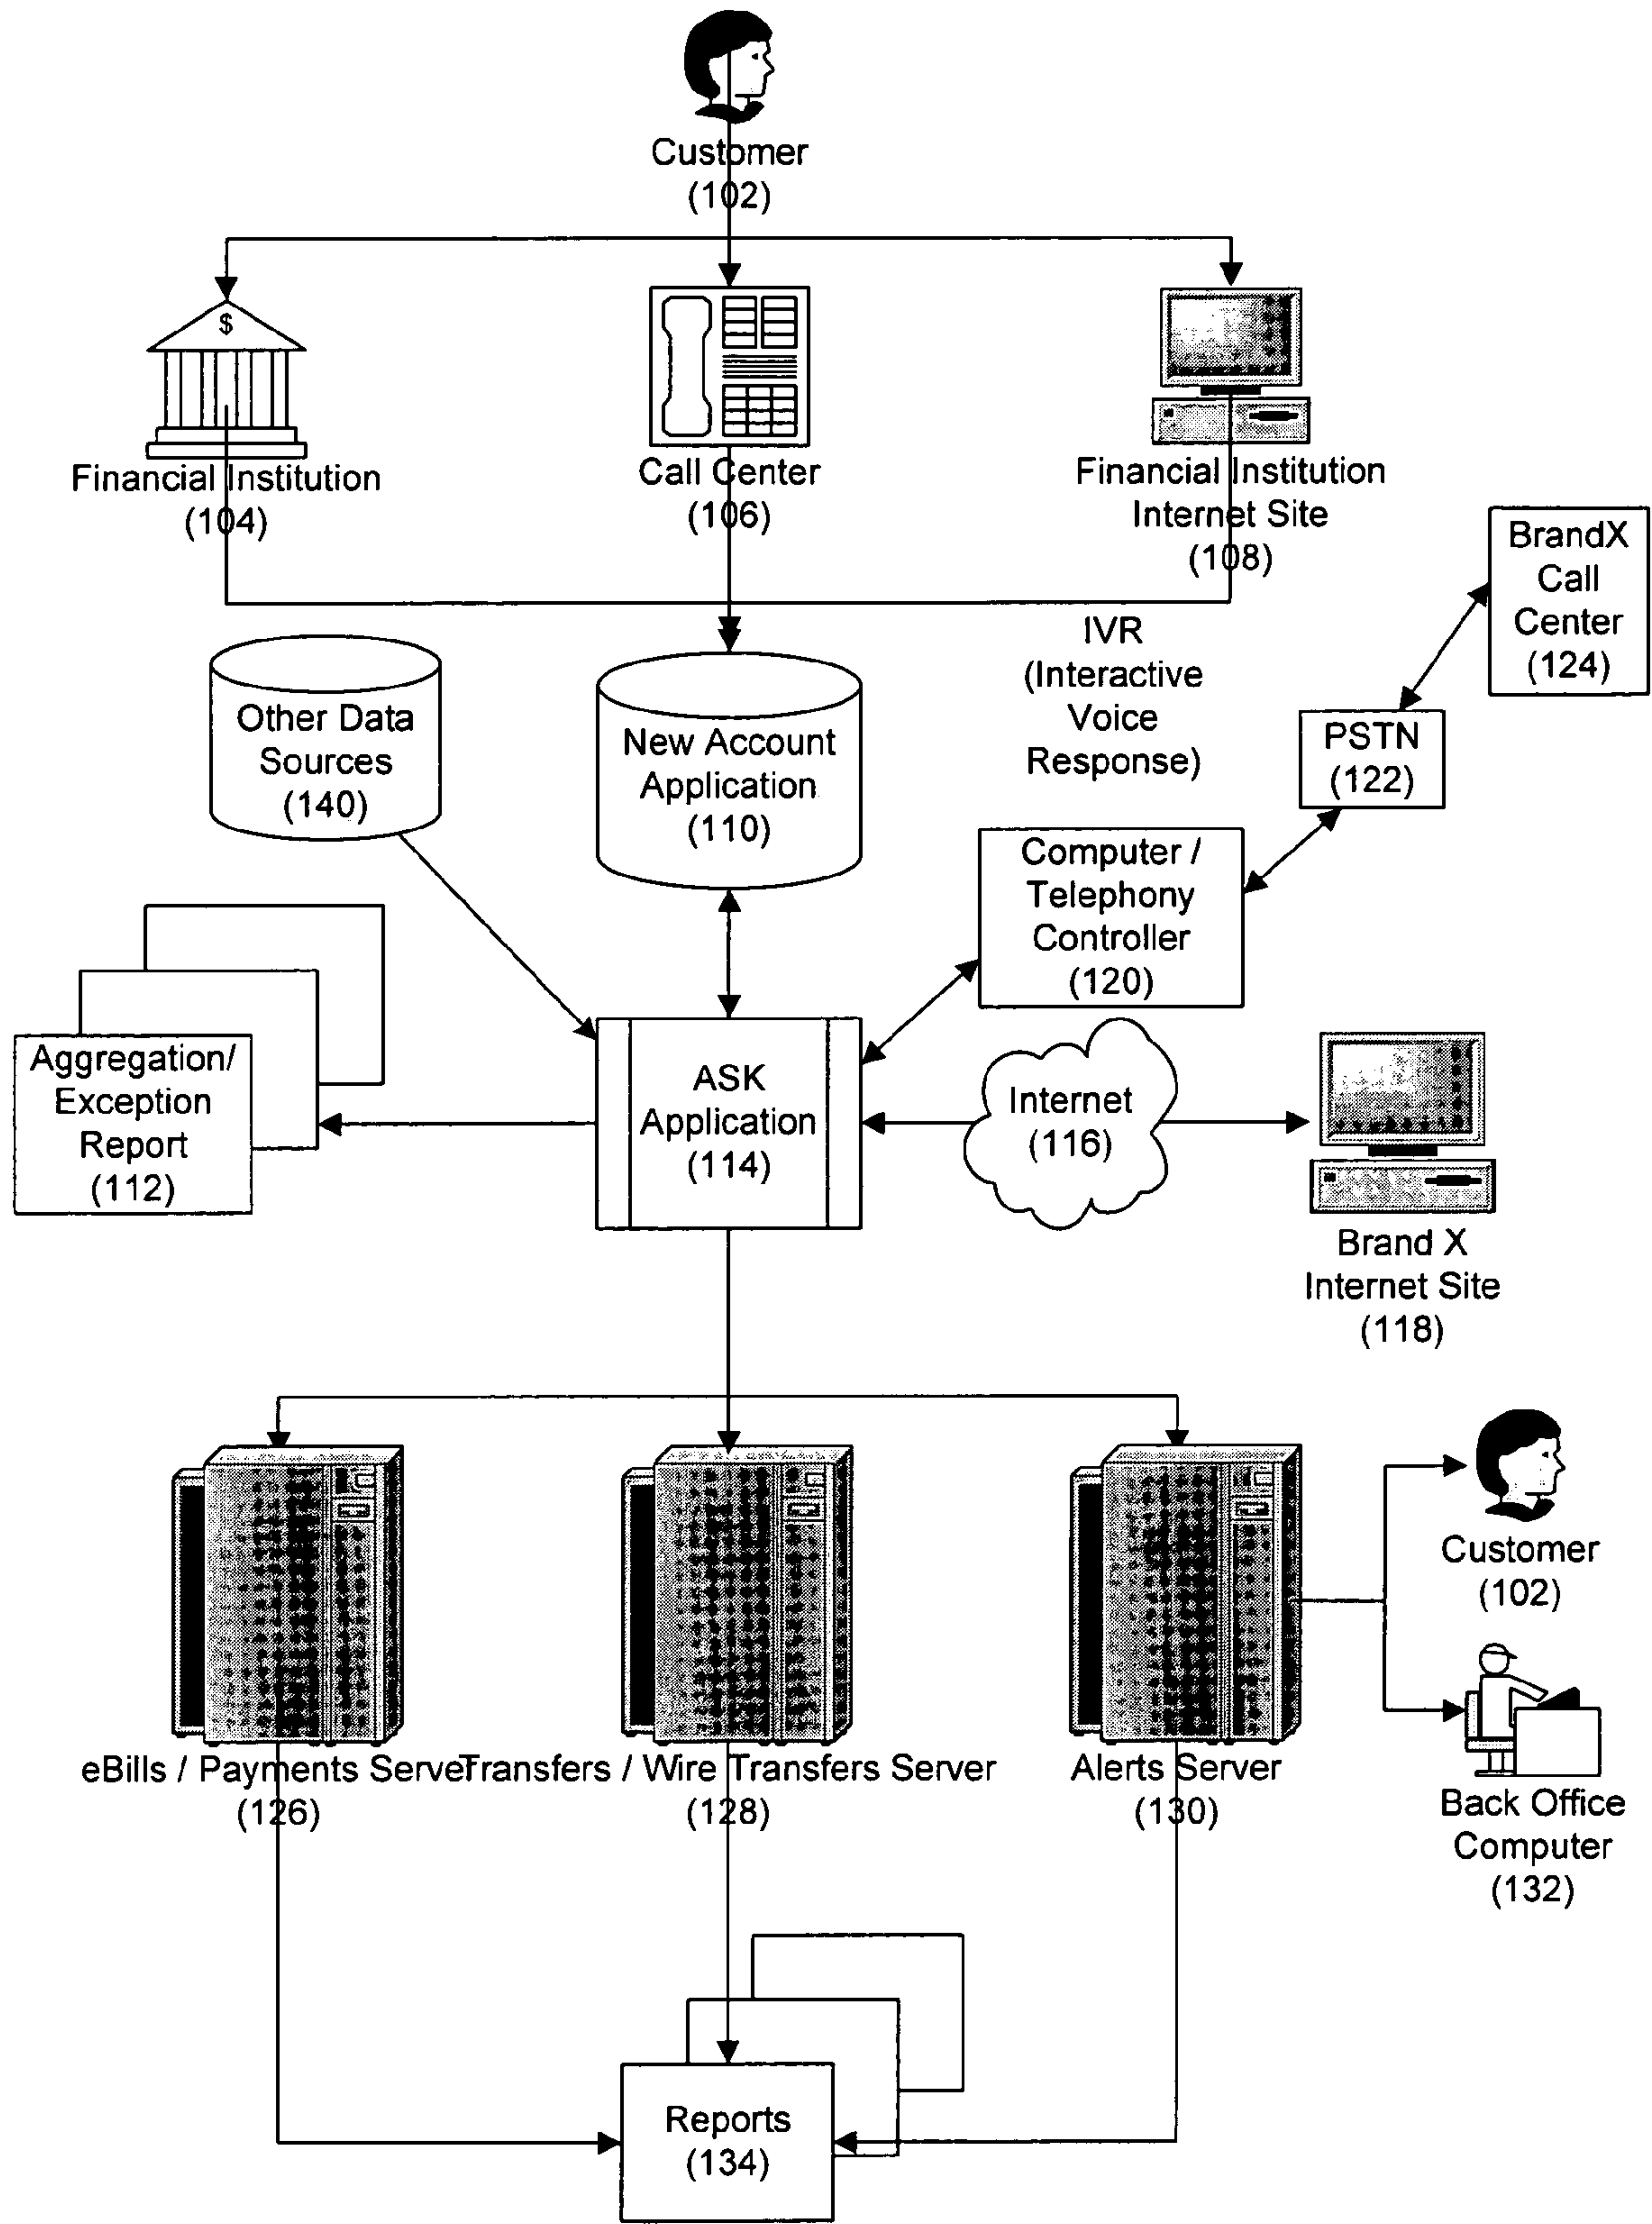 Customer
(102)
$
Financial Institution
(104)
Call Center
(106)
Financial Institution
Internet Site
(108)
BrandX
Call
Center
(124)
IVR
(Interactive
Voice
Response)
PSTN
(122)
Other Data
Sources
(140)
New Account
Application
(110)
Computer /
Telephony
Controller
(120)
Aggregation/
Exception
Report
(112)
ASK
Application
(114)
Internet
(116)
Brand X
Internet Site
(118)
Customer
(102)
eBills / Payments Server
(126)
Transfers / Wire Transfers Server
(128)
Alerts Server
(130)
Back Office
Computer
(132)
Reports
(134)